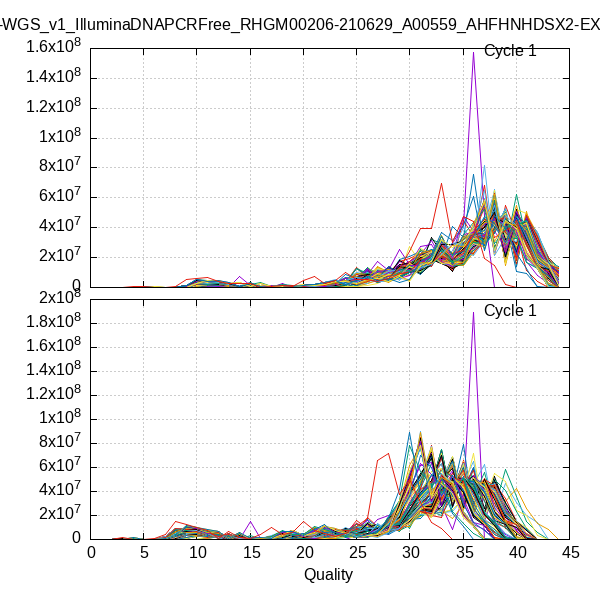 -WGS_v1_IlluminaDNAPCRFree_RHGM00206-210629_A00559_AHFHNHDSX2-EX
1.6x10^8
Cycle 1
1.4x10^8
1.2x10^8
1x10^8
8x10^7
6x10^7
4x10^7
2x10^7
0
2x10^8
Cycle 1
1.8x10^8
1.6x10^8
1.4x10^8
1.2x10^8
1x10^8
8x10^7
6x10^7
4x10^7
2x10^7
0
0 5 10 15 20 25 30 35 40 45
Quality